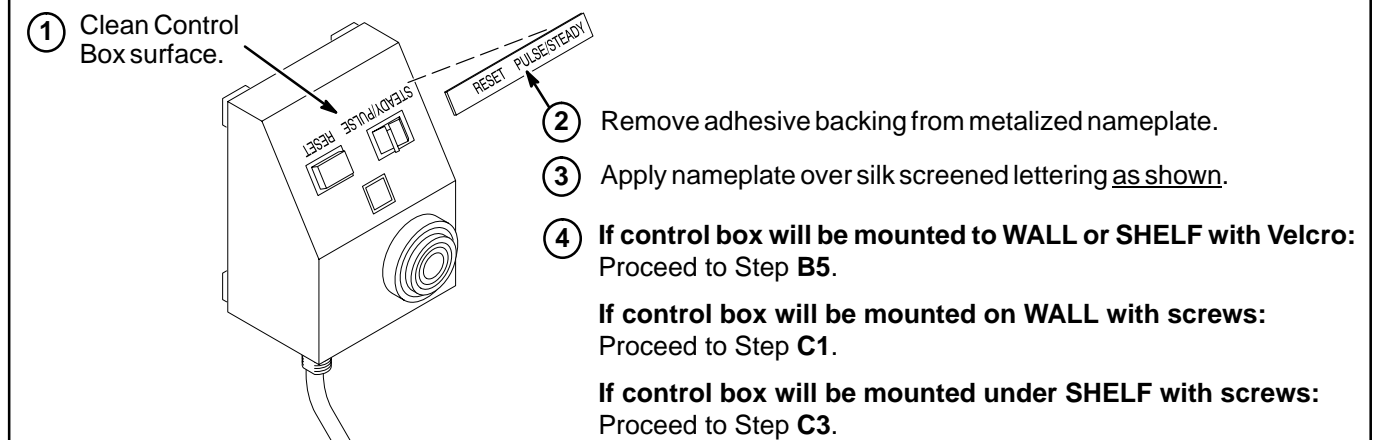 1 Clean Control
Box surface.
RESET STEADY/PULSE
RESET PULSE/STEADY
2 Remove adhesive backing from metalized nameplate.
3 Apply nameplate over silk screened lettering as shown.
4 If control box will be mounted to WALL or SHELF with Velcro:
Proceed to Step B5.
If control box will be mounted on WALL with screws:
Proceed to Step C1.
If control box will be mounted under SHELF with screws:
Proceed to Step C3.